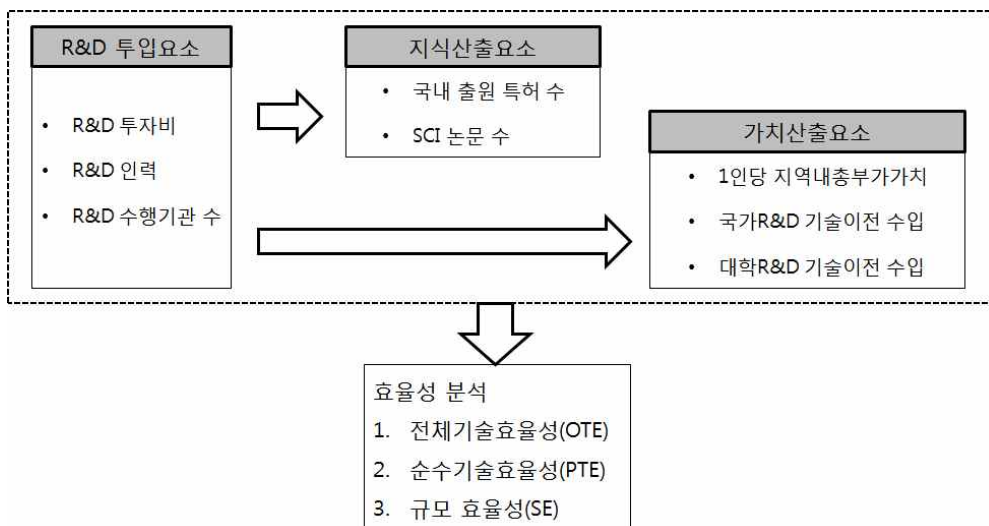 R&D 투입요소
• R&D 투자비
• R&D 인력
• R&D 수행기관 수
지식산출요소
• 국내 출원 특허 수
• SCI 논문 수
가치산출요소
• 1인당 지역내총부가가치
• 국가R&D 기술이전 수입
• 대학R&D 기술이전 수입
효율성 분석
1. 전체기술효율성(OTE)
2. 순수기술효율성(PTE)
3. 규모 효율성(SE)